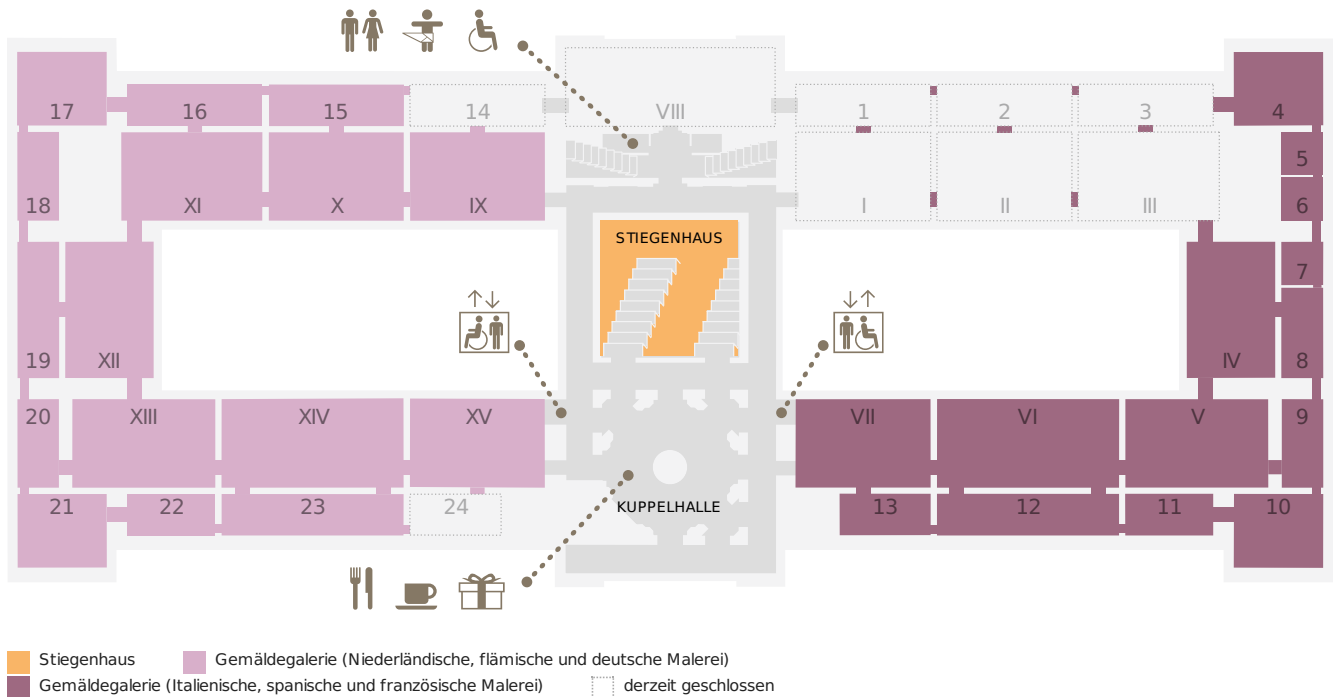 17 16 15 14 VIII 1 2 3 4
5
18 XI X IX I II III 6
STIEGENHAUS
7
19 XII IV 8
20 XIII XIV XV VII VI V 9
21 22 23 24 KUPPELHALLE 13 12 11 10
Stiegenhaus Gemäldegalerie (Niederländische, flämische und deutsche Malerei)
Gemäldegalerie (Italienische, spanische und französische Malerei) derzeit geschlossen